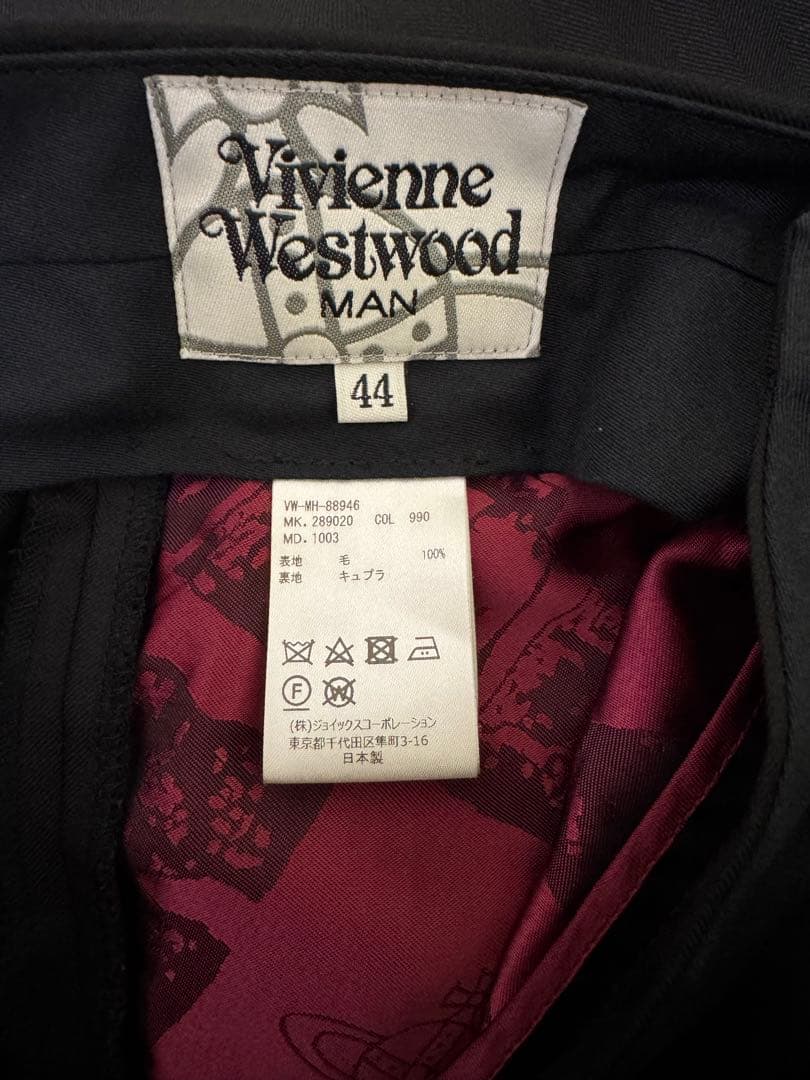 Vivienne
Westwood
MAN
44
VW-MH-88946
MK. 289020 COL 990
MD. 1003
表地 毛 100%
裏地 キュプラ
F W
(株)ジョイックスコーポレーション
東京都千代田区隼町3-16
日本製